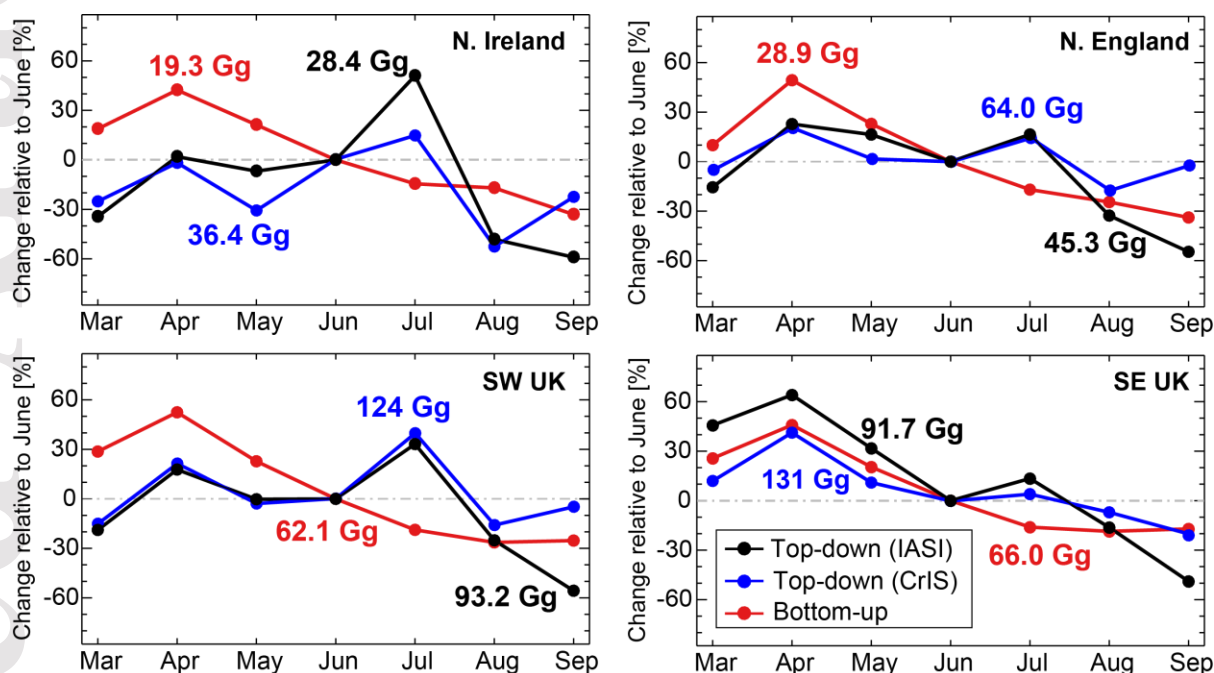 Change relative to June [%]
60
30
0
-30
-60
N. Ireland
19.3 Gg
28.4 Gg
36.4 Gg
Mar Apr May Jun Jul Aug Sep
Change relative to June [%]
60
30
0
-30
-60
N. England
28.9 Gg
64.0 Gg
45.3 Gg
Mar Apr May Jun Jul Aug Sep
Change relative to June [%]
60
30
0
-30
-60
SW UK
124 Gg
62.1 Gg
93.2 Gg
Mar Apr May Jun Jul Aug Sep
Change relative to June [%]
60
30
0
-30
-60
SE UK
91.7 Gg
131 Gg
66.0 Gg
Top-down (IASI)
Top-down (CrIS)
Bottom-up
Mar Apr May Jun Jul Aug Sep